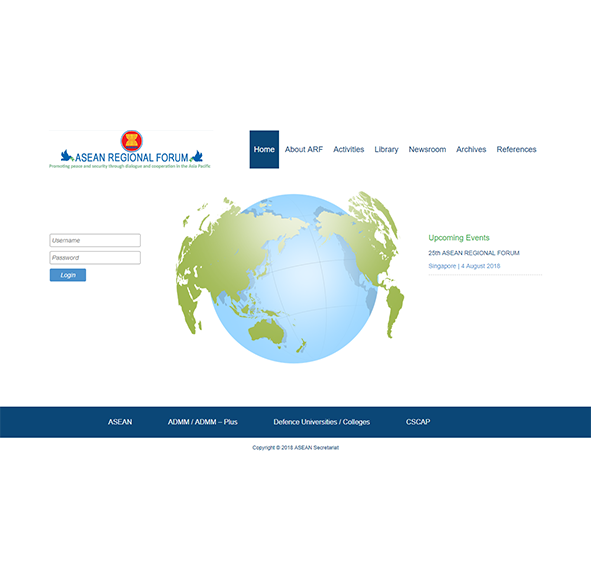 ASEAN REGIONAL FORUM
Promoting peace and security through dialogue and cooperation in the Asia Pacific
Home About ARF Activities Library Newsroom Archives References
Username
Password
Login
Upcoming Events
25th ASEAN REGIONAL FORUM
Singapore | 4 August 2018
ASEAN ADMM / ADMM – Plus Defence Universities / Colleges CSCAP
Copyright © 2018 ASEAN Secretariat